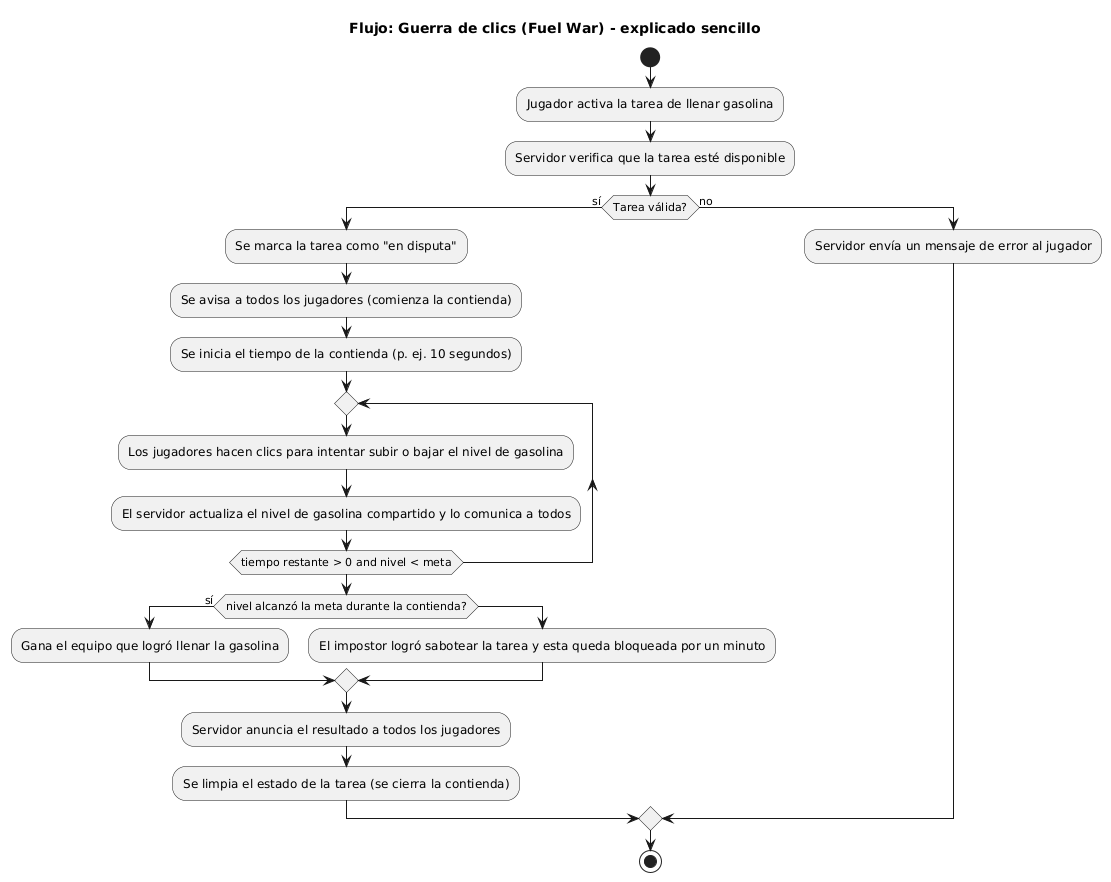 Flujo: Guerra de clics (Fuel War) - explicado sencillo
Jugador activa la tarea de llenar gasolina
Servidor verifica que la tarea esté disponible
sí
Tarea válida?
no
Se marca la tarea como "en disputa"
Servidor envía un mensaje de error al jugador
Se avisa a todos los jugadores (comienza la contienda)
Se inicia el tiempo de la contienda (p. ej. 10 segundos)
Los jugadores hacen clics para intentar subir o bajar el nivel de gasolina
El servidor actualiza el nivel de gasolina compartido y lo comunica a todos
tiempo restante > 0 and nivel < meta
sí
nivel alcanzó la meta durante la contienda?
Gana el equipo que logró llenar la gasolina
El impostor logró sabotear la tarea y esta queda bloqueada por un minuto
Servidor anuncia el resultado a todos los jugadores
Se limpia el estado de la tarea (se cierra la contienda)